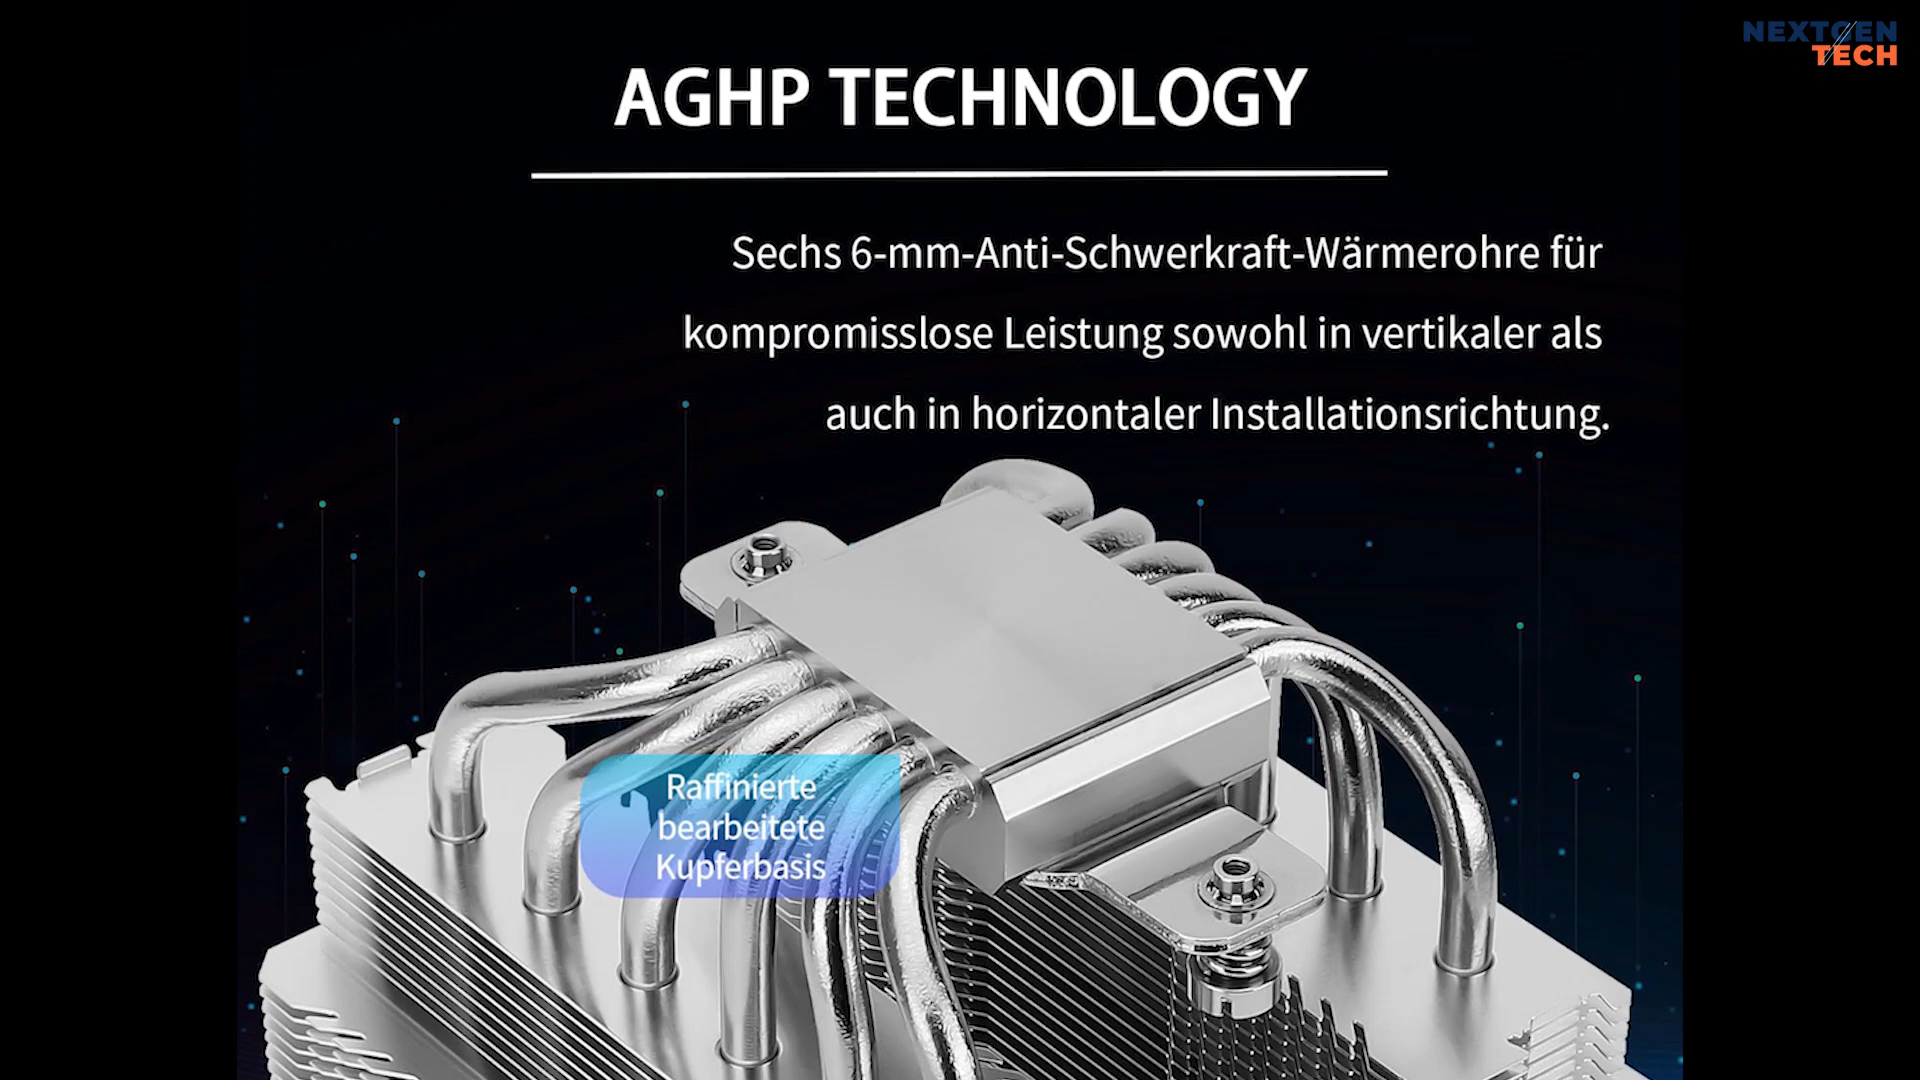 NEXTGEN
TECH
AGHP TECHNOLOGY
Sechs 6-mm-Anti-Schwerkraft-Wärmerohre für
kompromisslose Leistung sowohl in vertikaler als
auch in horizontaler Installationsrichtung.
Raffinierte
bearbeitete
Kupferbasis